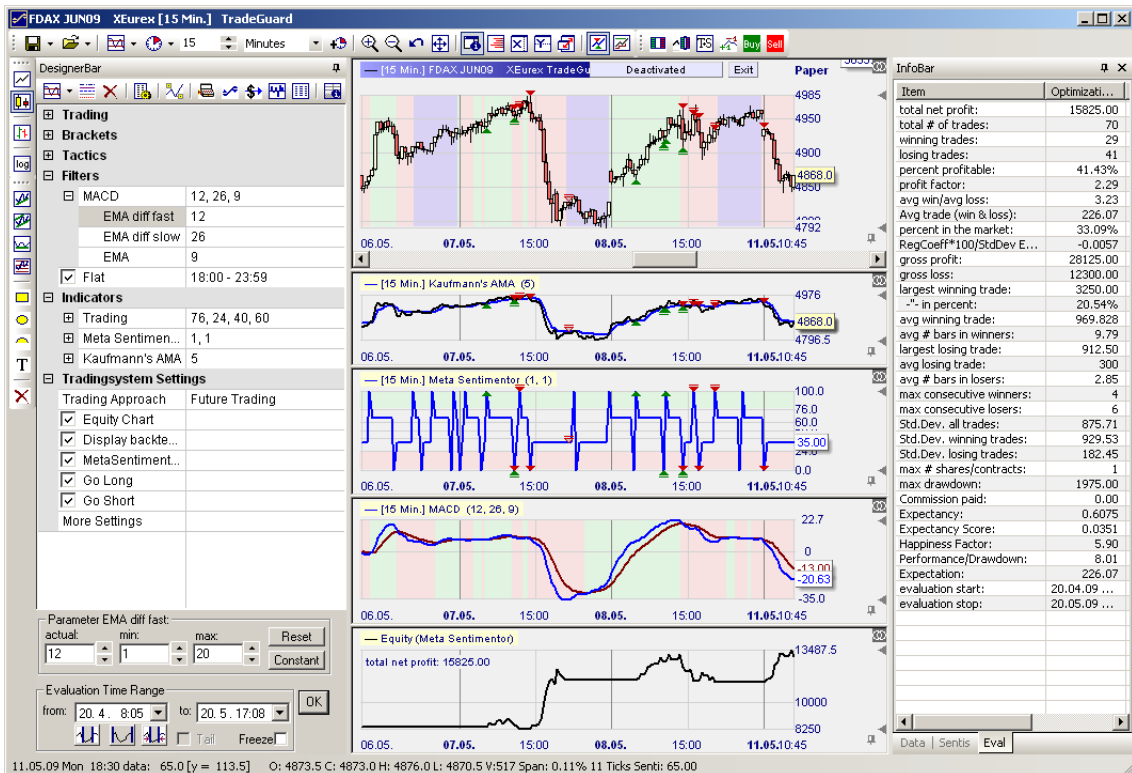 FDAX JUN09 XEurex [15 Min.] TradeGuard
15 Minutes
Buy Sell
DesignerBar
log
T
Trading
Brackets
Tactics
Filters
MACD 12, 26, 9
EMA diff fast 12
EMA diff slow 26
EMA 9
Flat 18:00 - 23:59
Indicators
Trading 76, 24, 40, 60
Meta Sentimen... 1, 1
Kaufmann's AMA 5
Tradingsystem Settings
Trading Approach Future Trading
Equity Chart
Display backte...
MetaSentiment...
Go Long
Go Short
More Settings
Parameter EMA diff fast:
actual: min: max:
12 1 20
Reset
Constant
Evaluation Time Range
from: 20. 4. 8:05 to: 20. 5. 17:08
OK
Tail Freeze
[15 Min.] FDAX JUN09 XEurex TradeGu Deactivated Exit Paper
4985
4950
4900
4868.0
4850
4792
06.05. 07.05. 15:00 08.05. 15:00 11.05.10:45
[15 Min.] Kaufmann's AMA (5)
4976
4868.0
4796.5
06.05. 07.05. 15:00 08.05. 15:00 11.05.10:45
[15 Min.] Meta Sentimentor (1, 1)
100.0
76.0
60.0
35.00
24.0
0.0
06.05. 07.05. 15:00 08.05. 15:00 11.05.10:45
[15 Min.] MACD (12, 26, 9)
22.7
0
-13.00
-20.63
-35.0
06.05. 07.05. 15:00 08.05. 15:00 11.05.10:45
Equity (Meta Sentimentor)
total net profit: 15825.00
13487.5
10000
8250
06.05. 07.05. 15:00 08.05. 15:00 11.05.10:45
InfoBar
Item Optimizati...
total net profit: 15825.00
total # of trades: 70
winning trades: 29
losing trades: 41
percent profitable: 41.43%
profit factor: 2.29
avg win/avg loss: 3.23
Avg trade (win & loss): 226.07
percent in the market: 33.09%
RegCoeff*100/StdDev E... -0.0057
gross profit: 28125.00
gross loss: 12300.00
largest winning trade: 3250.00
-"- in percent: 20.54%
avg winning trade: 969.828
avg # bars in winners: 9.79
largest losing trade: 912.50
avg losing trade: 300
avg # bars in losers: 2.85
max consecutive winners: 4
max consecutive losers: 6
Std.Dev. all trades: 875.71
Std.Dev. winning trades: 929.53
Std.Dev. losing trades: 182.45
max # shares/contracts: 1
max drawdown: 1975.00
Commission paid: 0.00
Expectancy: 0.6075
Expectancy Score: 0.0351
Happiness Factor: 5.90
Performance/Drawdown: 8.01
Expectation: 226.07
evaluation start: 20.04.09 ...
evaluation stop: 20.05.09 ...
Data Sentis Eval
11.05.09 Mon 18:30 data: 65.0 [y = 113.5] O: 4873.5 C: 4873.0 H: 4876.0 L: 4870.5 V:517 Span: 0.11% 11 Ticks Senti: 65.00